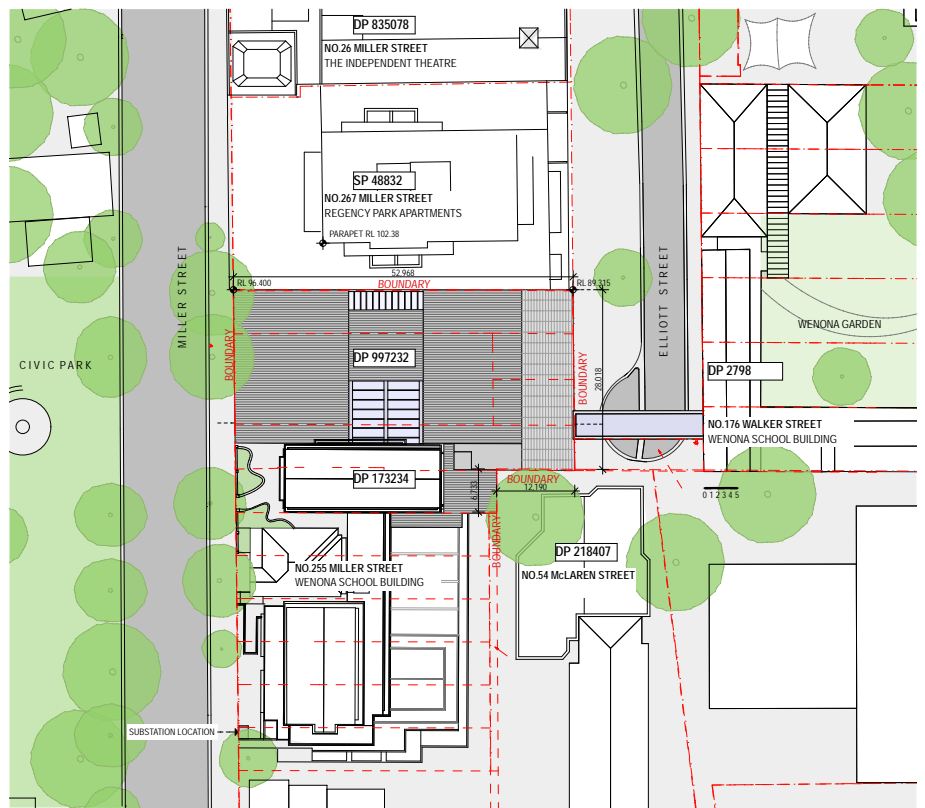 DP 835078
NO.26 MILLER STREET
THE INDEPENDENT THEATRE
SP 48832
NO.267 MILLER STREET
REGENCY PARK APARTMENTS
PARAPET RL 102.38
MILLER STREET
ELLIOTT STREET
52.968
RL 96.400
BOUNDARY
RL 89.315
WENONA GARDEN
BOUNDARY
DP 997232
BOUNDARY
28.018
CIVIC PARK
DP 2798
NO.176 WALKER STREET
WENONA SCHOOL BUILDING
DP 173234
6.733
BOUNDARY
12.190
0 1 2 3 4 5
BOUNDARY
DP 218407
NO.54 McLAREN STREET
NO.255 MILLER STREET
WENONA SCHOOL BUILDING
SUBSTATION LOCATION